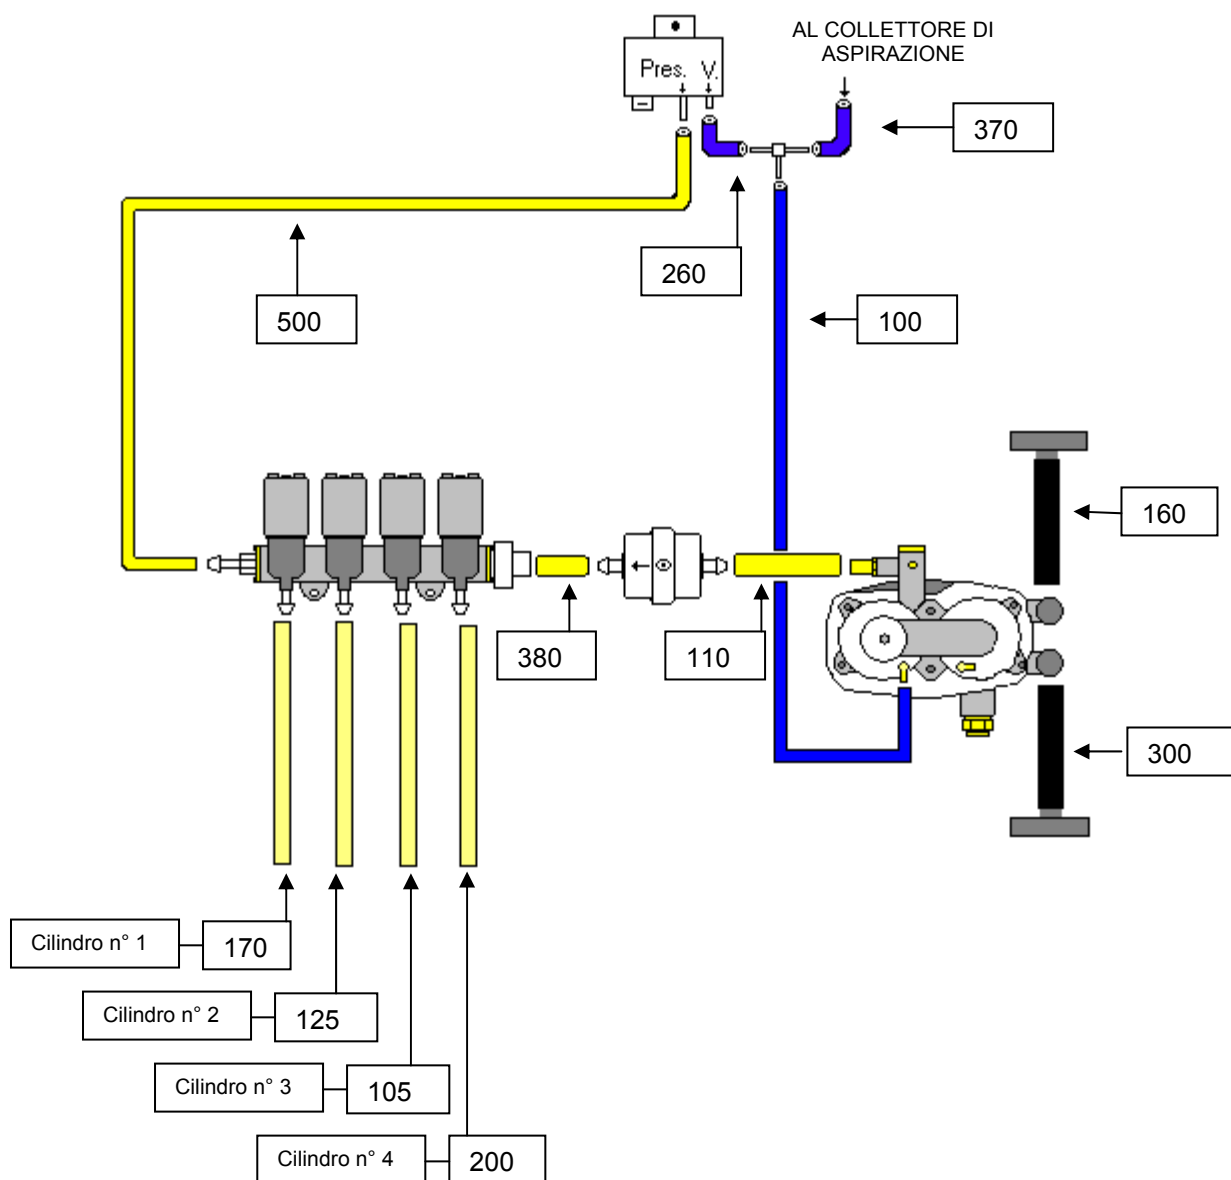 AL COLLETTORE DI
ASPIRAZIONE
Pres. V.
370
260
500
100
160
380
110
300
Cilindro n° 1 170
Cilindro n° 2 125
Cilindro n° 3 105
Cilindro n° 4 200